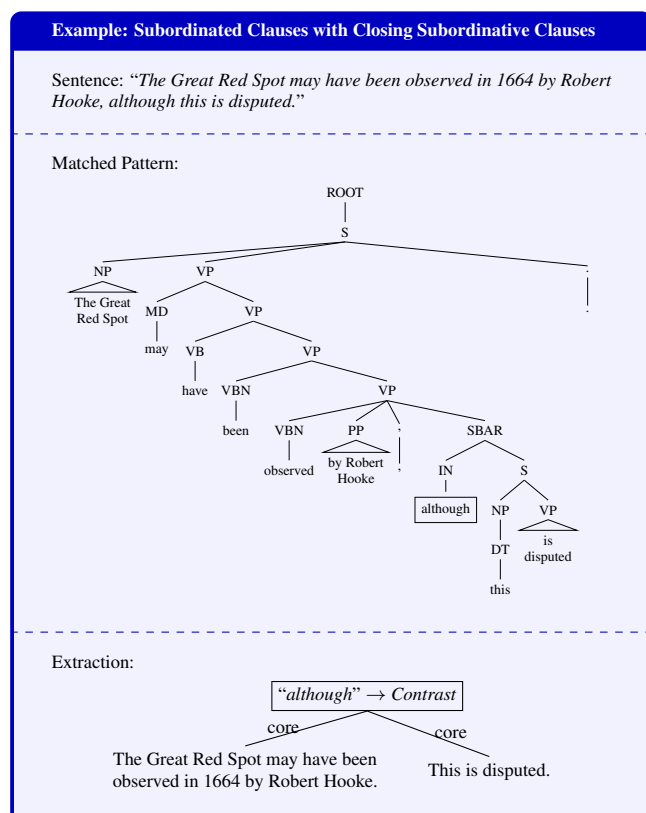 Example: Subordinated Clauses with Closing Subordinative Clauses
Sentence: “The Great Red Spot may have been observed in 1664 by Robert
Hooke, although this is disputed.”
Matched Pattern:
ROOT
S
NP VP .
The Great
Red Spot
MD VP .
may VB VP
have VBN VP
been VBN PP , SBAR
observed by Robert
Hooke , IN S
although NP VP
DT is
disputed
this
Extraction:
“although” → Contrast
core core
The Great Red Spot may have been
observed in 1664 by Robert Hooke.
This is disputed.